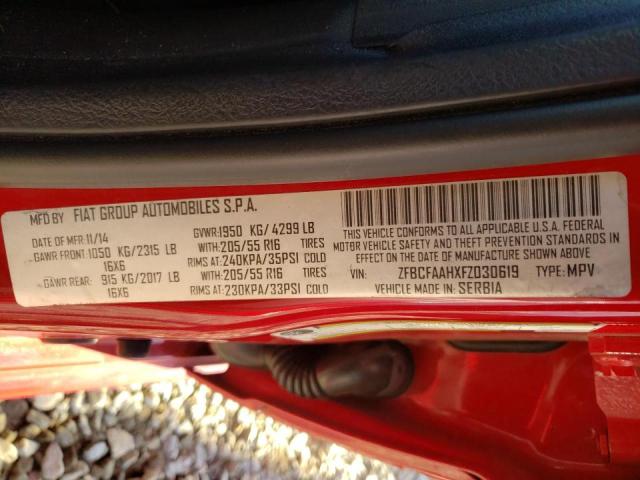 MFD BY FIAT GROUP AUTOMOBILES S.P.A.
DATE OF MFR:11/14 GVWR:1950 KG/ 4299 LB
GAWR FRONT:1050 KG/2315 LB WITH:205/55 R16 TIRES
16X6 RIMS AT:240KPA/35PSI COLD
GAWR REAR: 915 KG/2017 LB WITH:205/55 R16 TIRES
16X6 RIMS AT:230KPA/33PSI COLD
THIS VEHICLE CONFORMS TO ALL APPLICABLE U.S.A. FEDERAL
MOTOR VEHICLE SAFETY, BUMPER AND THEFT PREVENTION STANDARDS IN
EFFECT ON THE DATE OF MANUFACTURE SHOWN ABOVE.
VIN: ZFBCFAAHXFZ030619 TYPE: MPV
VEHICLE MADE IN: SERBIA